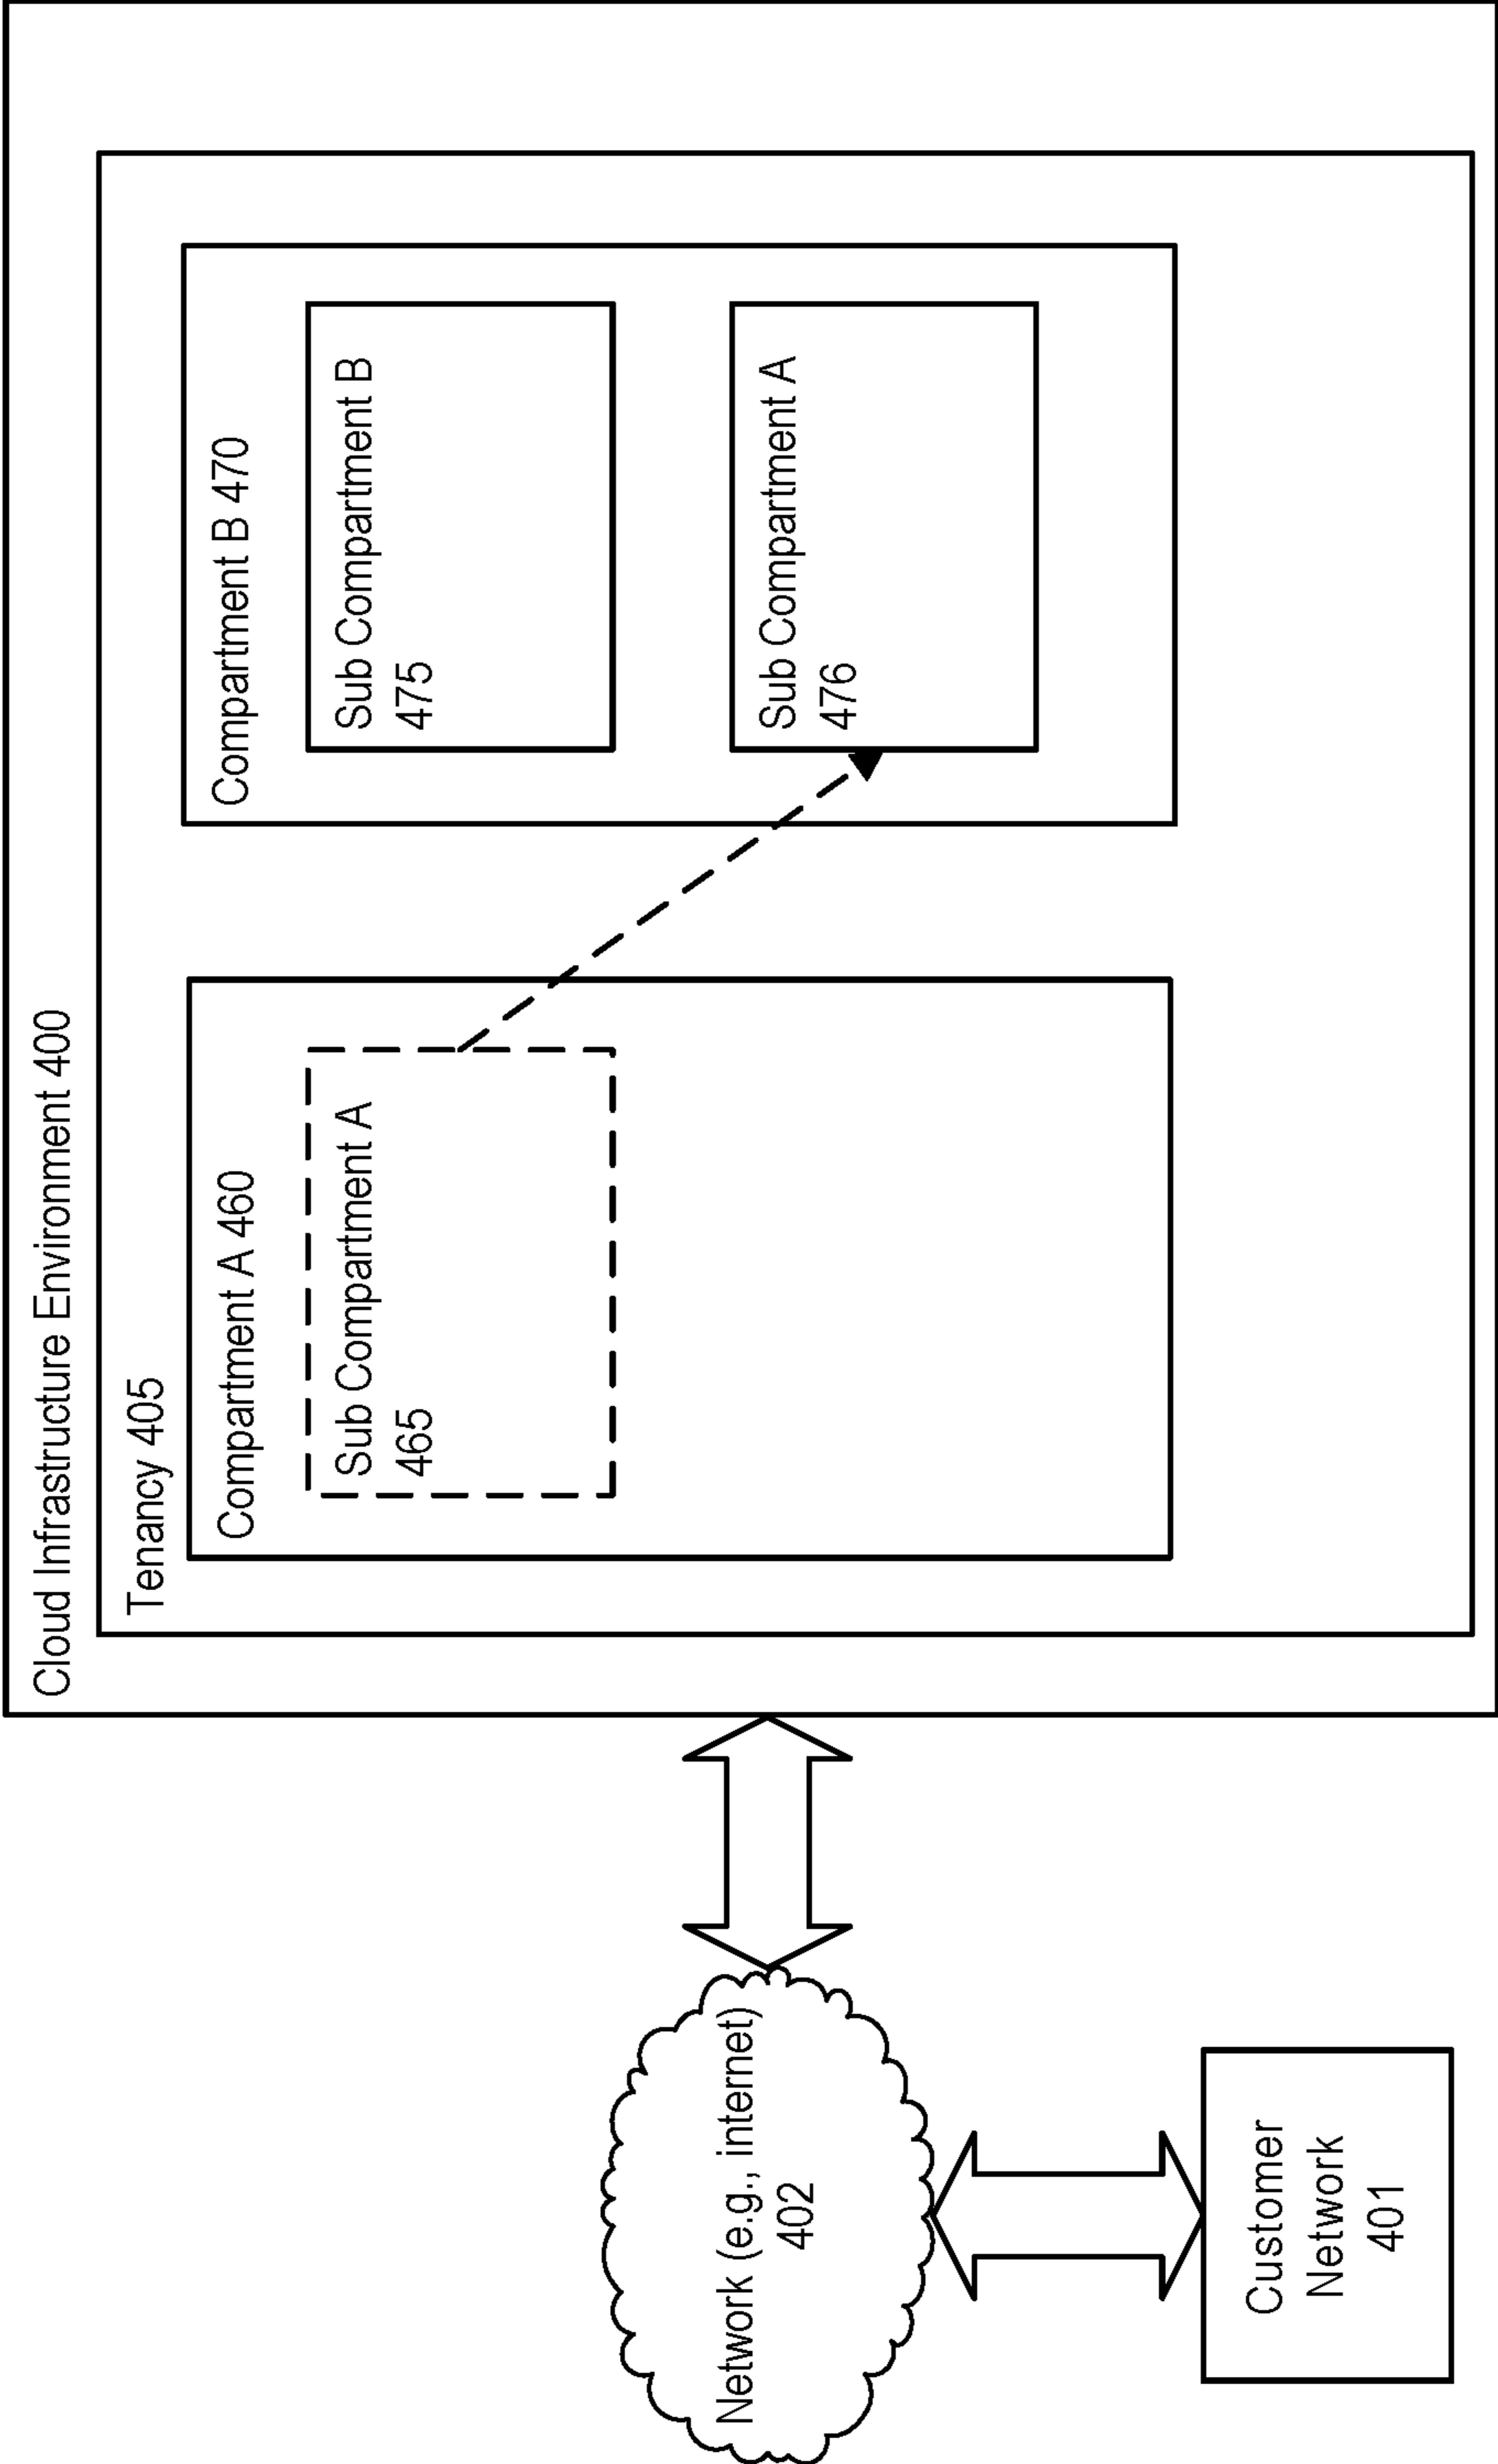 Cloud Infrastructure Environment 400
Tenancy 405
Compartment A 460
Sub Compartment A
465
Compartment B 470
Sub Compartment B
475
Sub Compartment A
476
Network (e.g., internet)
402
Customer
Network
401